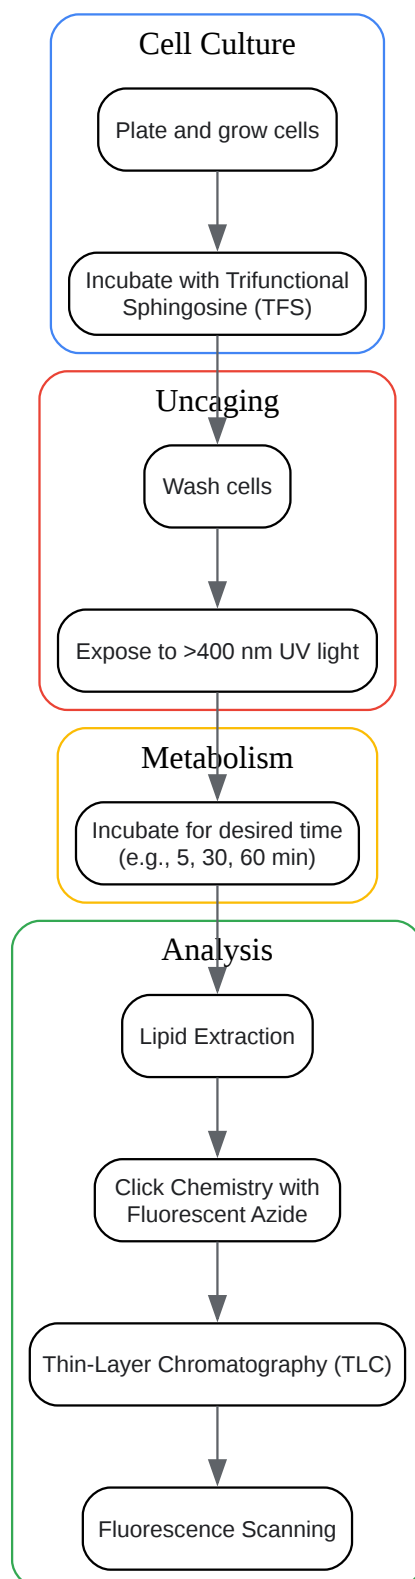 Cell Culture
Plate and grow cells
Incubate with Trifunctional
Sphingosine (TFS)
Uncaging
Wash cells
Expose to >400 nm UV light
Metabolism
Incubate for desired time
(e.g., 5, 30, 60 min)
Analysis
Lipid Extraction
Click Chemistry with
Fluorescent Azide
Thin-Layer Chromatography (TLC)
Fluorescence Scanning